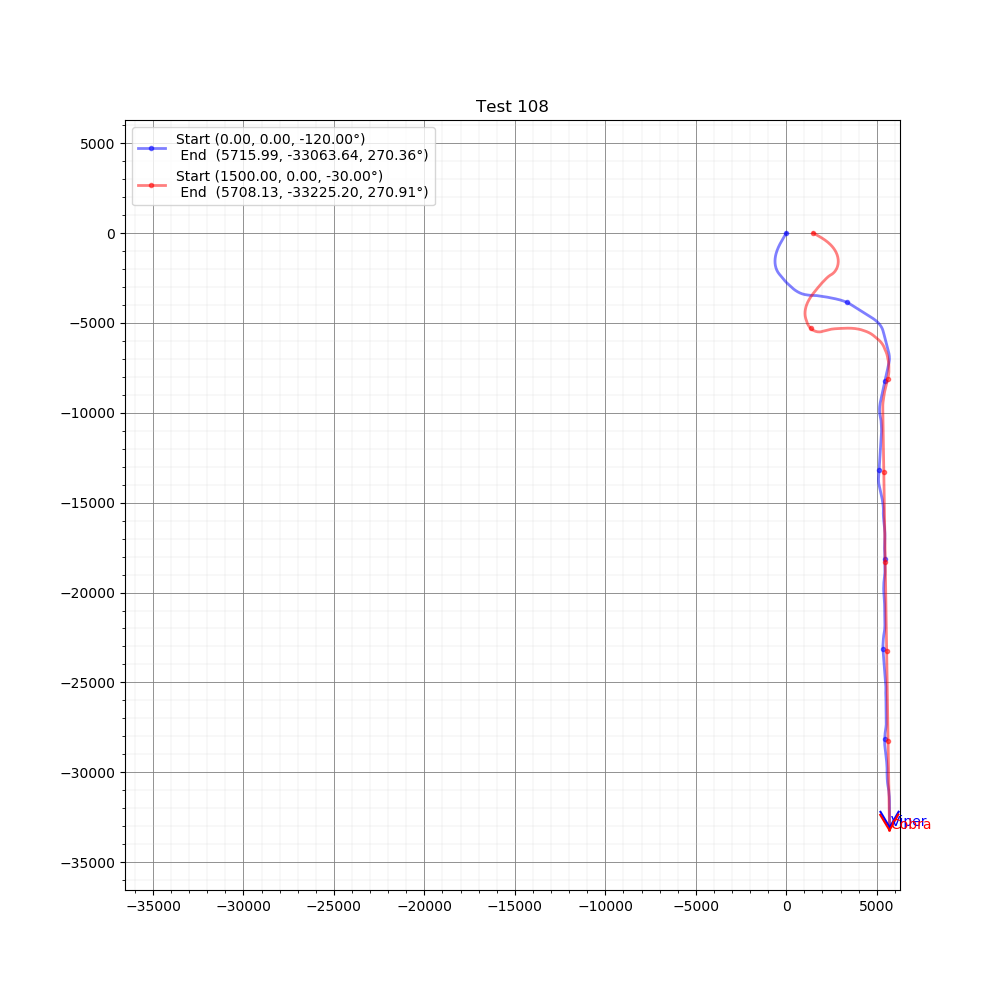 Test 108
Start (0.00, 0.00, -120.00°)
End (5715.99, -33063.64, 270.36°)
Start (1500.00, 0.00, -30.00°)
End (5708.13, -33225.20, 270.91°)
5000
0
−5000
−10000
−15000
−20000
−25000
−30000
−35000
Viper
Cobra
−35000 −30000 −25000 −20000 −15000 −10000 −5000 0 5000